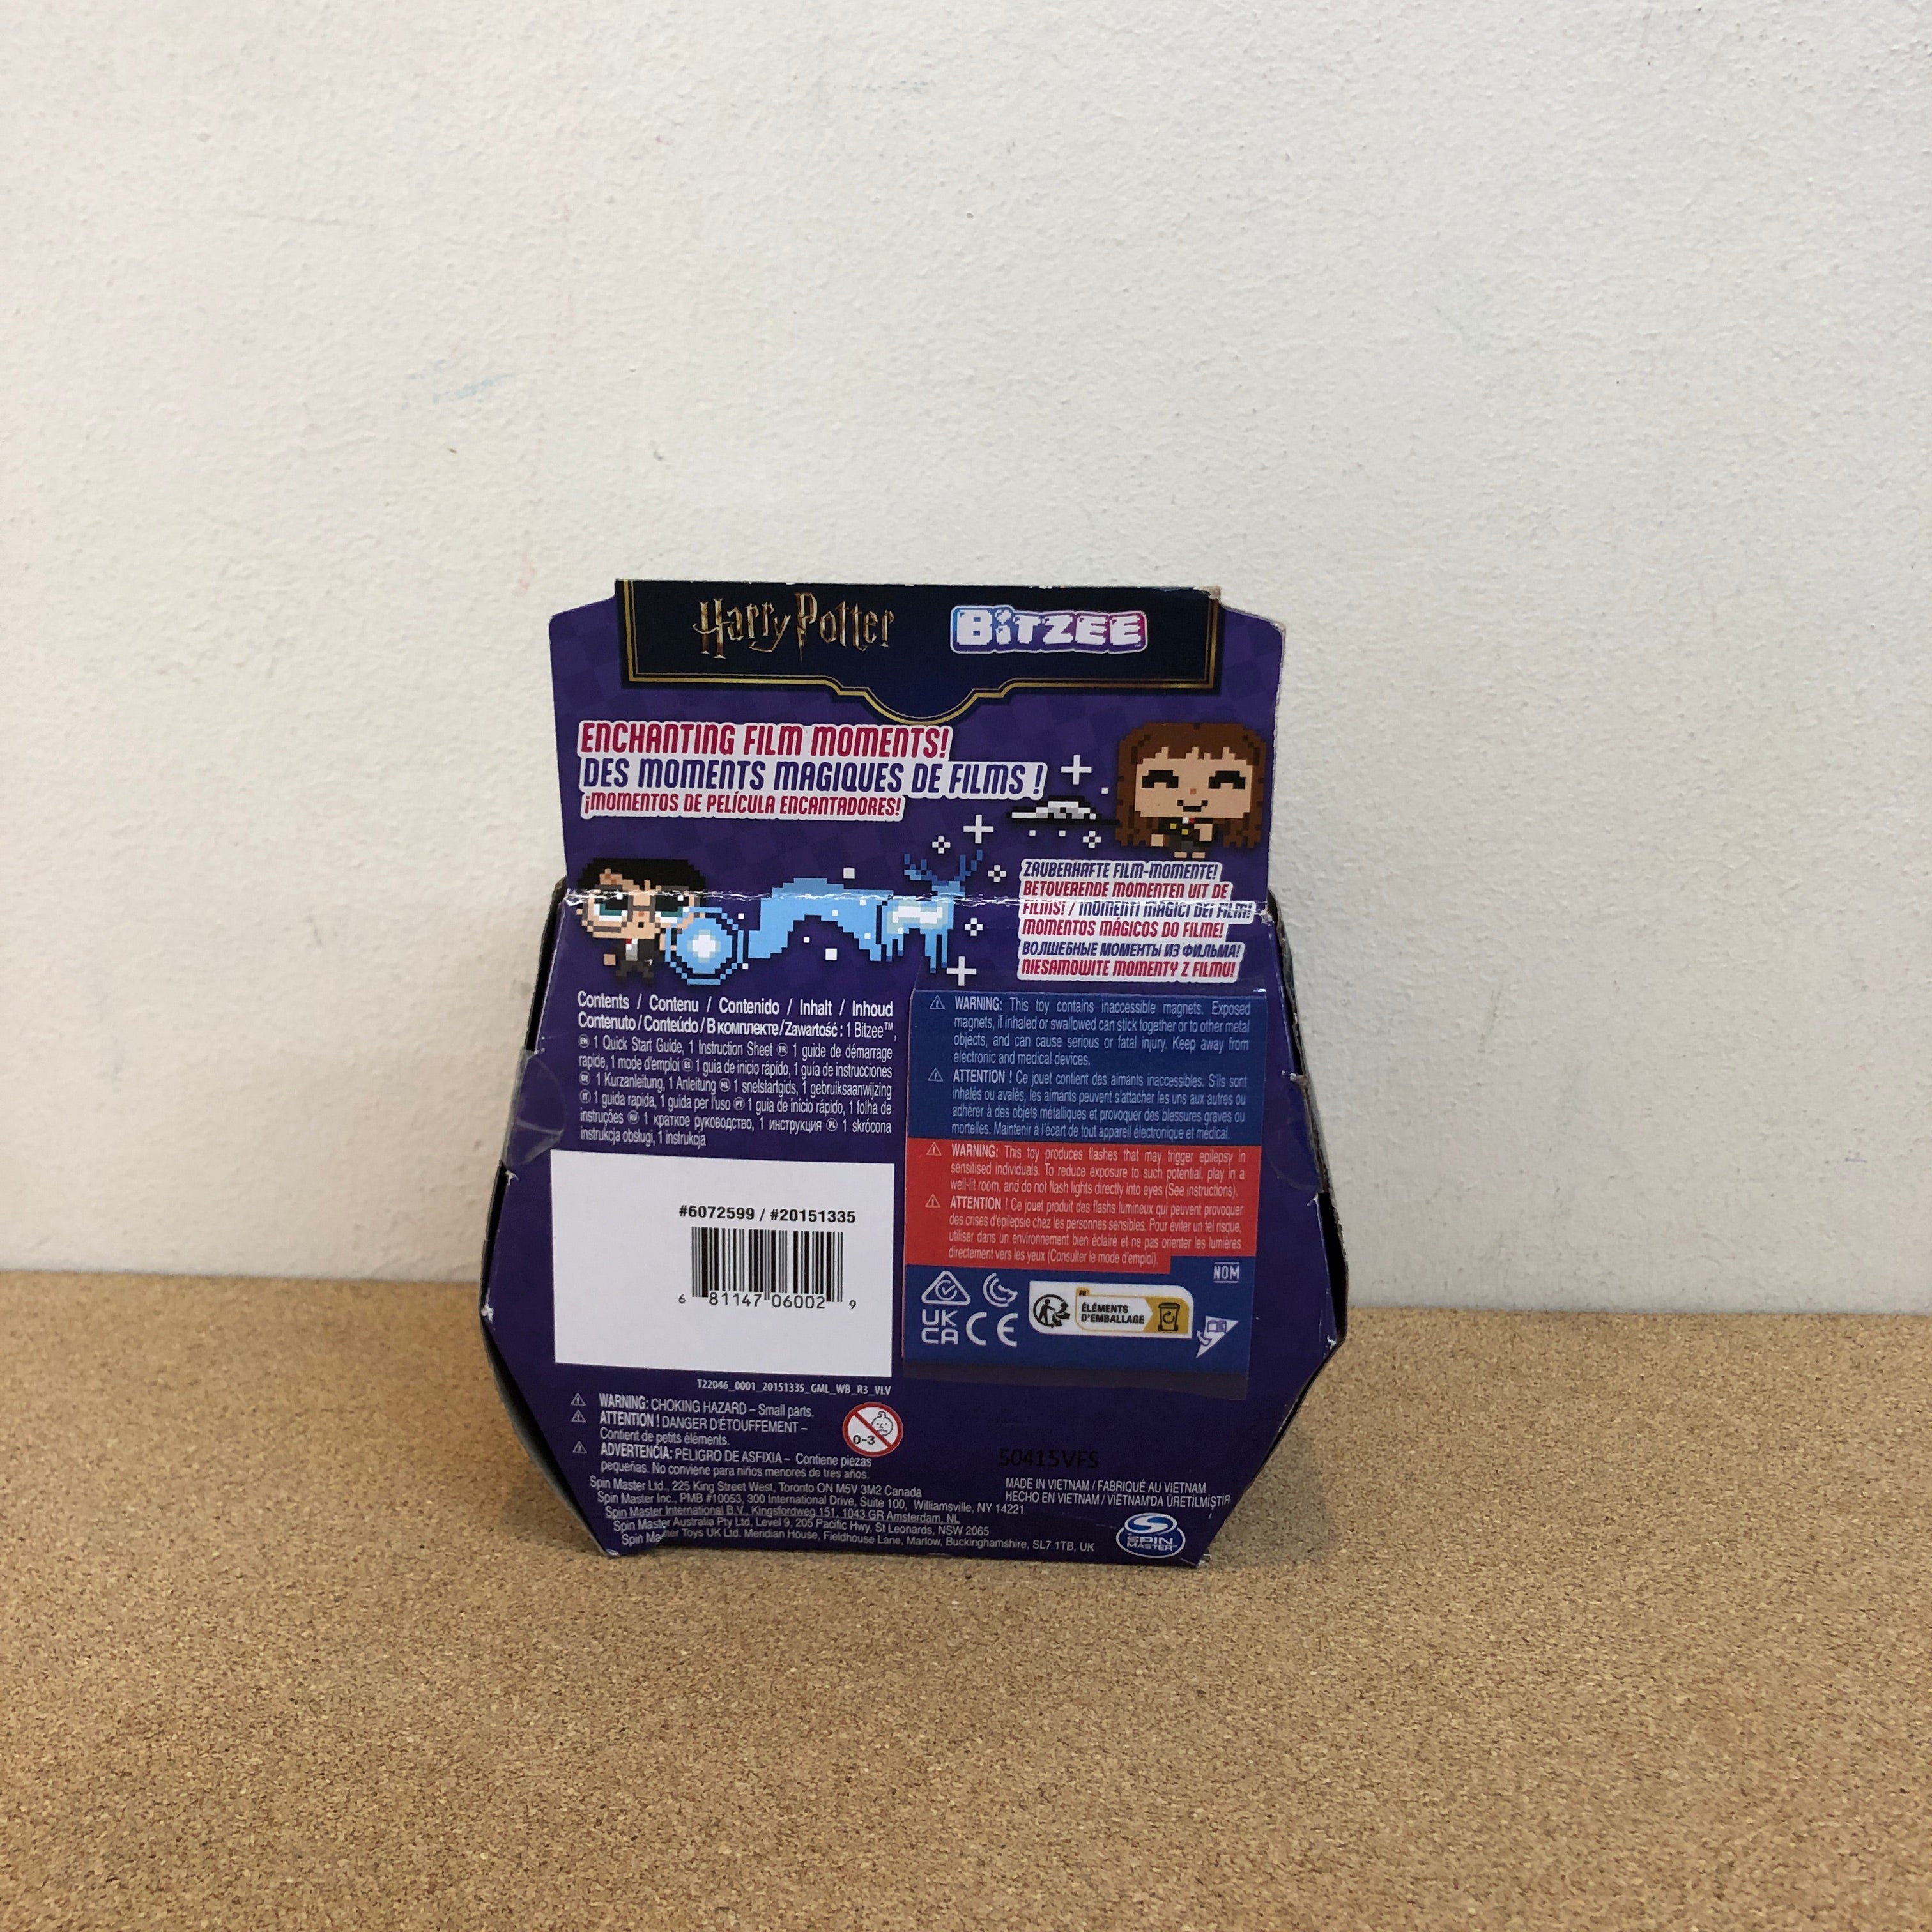 Harry Potter BITZEE
ENCHANTING FILM MOMENTS!
DES MOMENTS MAGIQUES DE FILMS !
¡MOMENTOS DE PELÍCULA ENCANTADORES!
ZAUBERHAFTE FILM-MOMENTE!
BETOVERENDE MOMENTEN UIT DE
FILMS! / MOMENTI MAGICI DEI FILM!
MOMENTOS MÁGICOS DO FILME!
ВОЛШЕБНЫЕ МОМЕНТЫ ИЗ ФИЛЬМА!
NIESAMOWITE MOMENTY Z FILMU!
Contents / Contenu / Contenido / Inhalt / Inhoud
Contenuto / Conteúdo / В комплекте / Zawartość : 1 Bitzee™,
EN 1 Quick Start Guide, 1 Instruction Sheet FR 1 guide de démarrage
rapide, 1 mode d'emploi ES 1 guía de inicio rápido, 1 guía de instrucciones
DE 1 Kurzanleitung, 1 Anleitung NL 1 snelstartgids, 1 gebruiksaanwijzing
IT 1 guida rapida, 1 guida per l'uso PT 1 guia de início rápido, 1 folha de
instruções RU 1 краткое руководство, 1 инструкция PL 1 skrócona
instrukcja obsługi, 1 instrukcja
WARNING: This toy contains inaccessible magnets. Exposed
magnets, if inhaled or swallowed can stick together or to other metal
objects, and can cause serious or fatal injury. Keep away from
electronic and medical devices.
ATTENTION ! Ce jouet contient des aimants inaccessibles. S'ils sont
inhalés ou avalés, les aimants peuvent s'attacher les uns aux autres ou
adhérer à des objets métalliques et provoquer des blessures graves ou
mortelles. Maintenir à l'écart de tout appareil électronique et médical.
WARNING: This toy produces flashes that may trigger epilepsy in
sensitised individuals. To reduce exposure to such potential, play in a
well-lit room, and do not flash lights directly into eyes (See instructions).
ATTENTION ! Ce jouet produit des flashs lumineux qui peuvent provoquer
des crises d'épilepsie chez les personnes sensibles. Pour éviter un tel risque,
utiliser dans un environnement bien éclairé et ne pas orienter les lumières
directement vers les yeux (Consulter le mode d'emploi).
NOM
FR
ÉLÉMENTS
D'EMBALLAGE
UK
CA CE
#6072599 / #20151335
6 81147 06002 9
T22046_0001_20151335_GML_WB_R3_VLV
WARNING: CHOKING HAZARD – Small parts.
ATTENTION ! DANGER D'ÉTOUFFEMENT –
Contient de petits éléments.
ADVERTENCIA: PELIGRO DE ASFIXIA – Contiene piezas
pequeñas. No conviene para niños menores de tres años.
0-3
50415VFS
MADE IN VIETNAM / FABRIQUÉ AU VIETNAM
HECHO EN VIETNAM / VIETNAM'DA ÜRETİLMİŞTİR
Spin Master Ltd., 225 King Street West, Toronto ON M5V 3M2 Canada
Spin Master Inc., PMB #10053, 300 International Drive, Suite 100, Williamsville, NY 14221
Spin Master International B.V., Kingsfordweg 151, 1043 GR Amsterdam, NL
Spin Master Australia Pty Ltd, Level 9, 205 Pacific Hwy, St Leonards, NSW 2065
Spin Master Toys UK Ltd. Meridian House, Fieldhouse Lane, Marlow, Buckinghamshire, SL7 1TB, UK
SPIN
MASTER